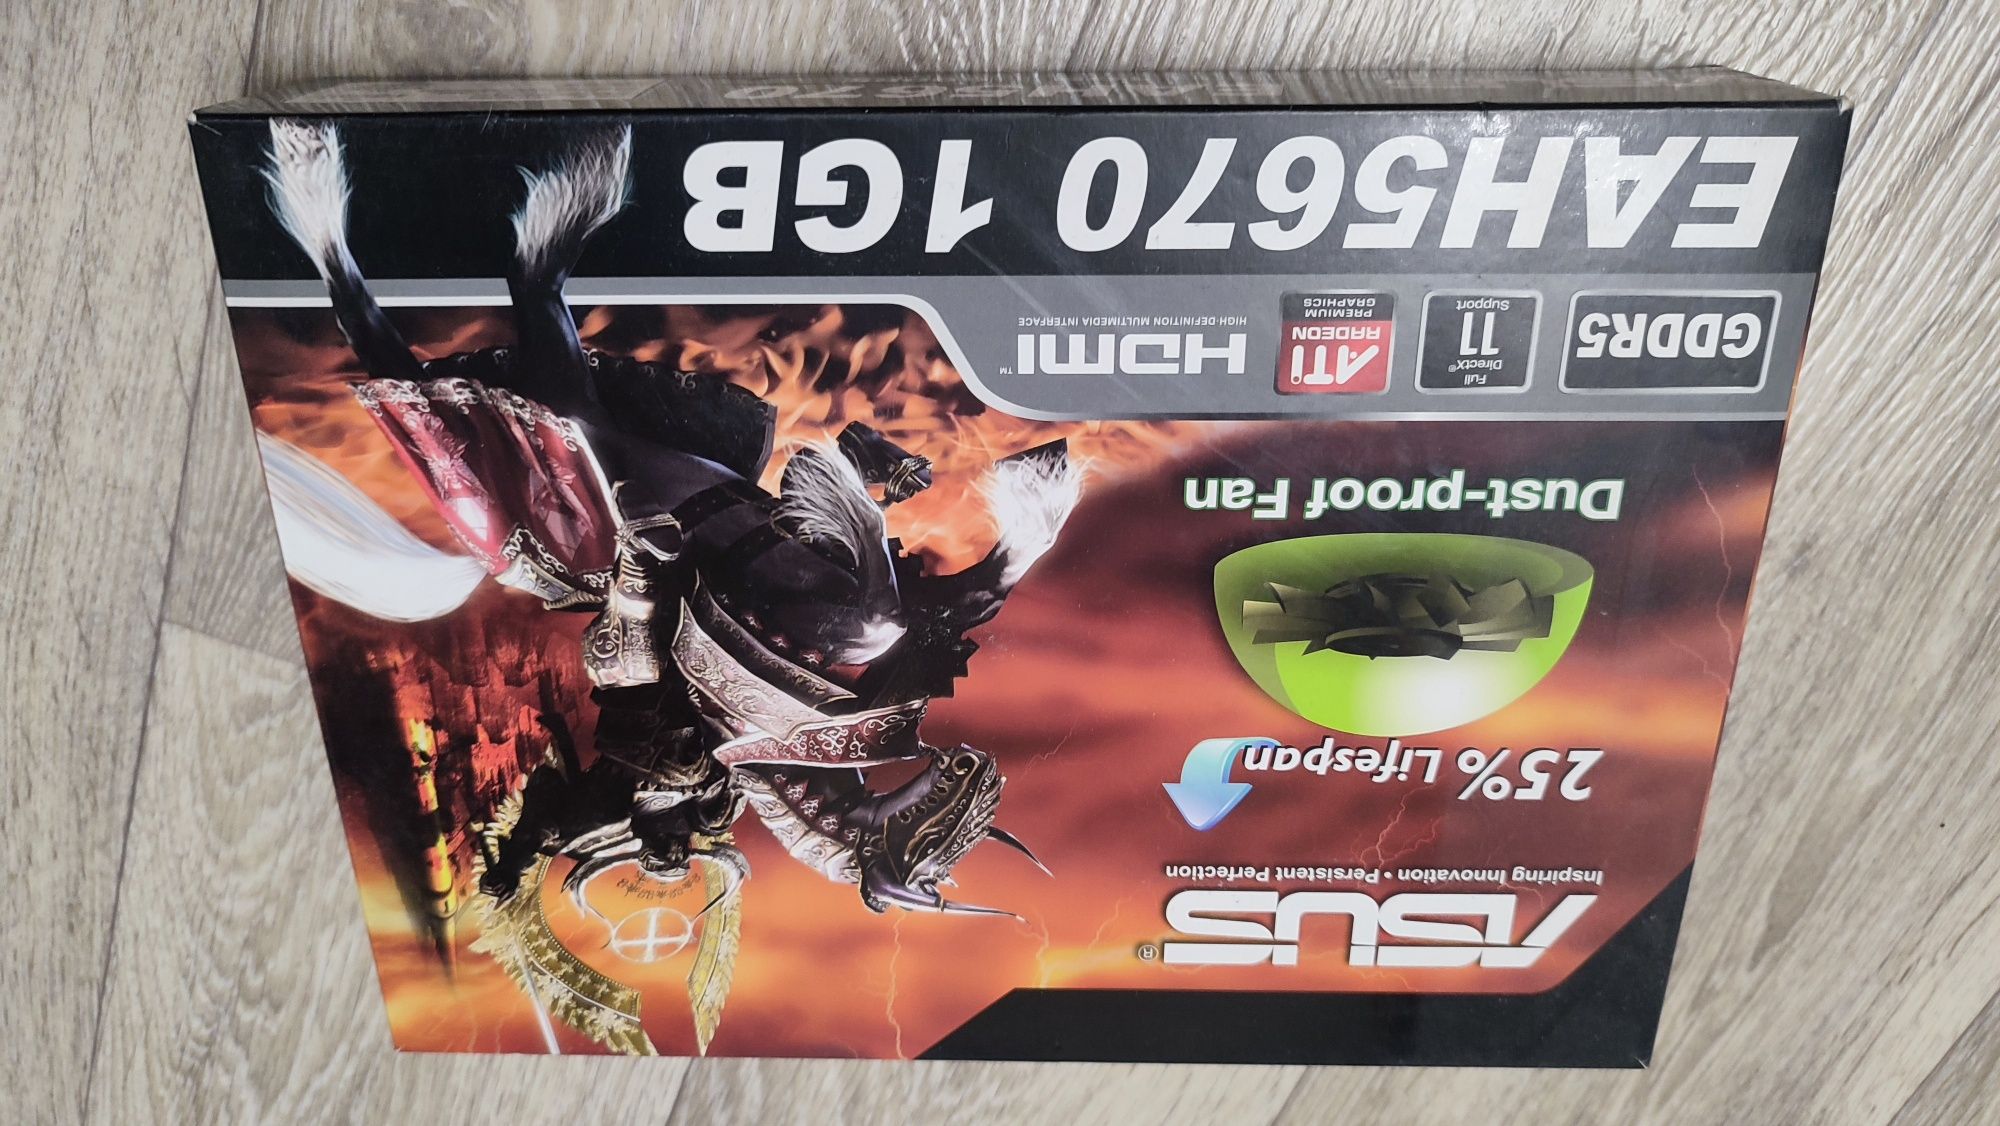 ASUS®
Inspiring Innovation • Persistent Perfection
25% Lifespan
Dust-proof Fan
GDDR5
Full
DirectX®
11
Support
ATI
RADEON
PREMIUM
GRAPHICS
HDMI™
HIGH-DEFINITION MULTIMEDIA INTERFACE
EAH5670 1GB
EAH5670